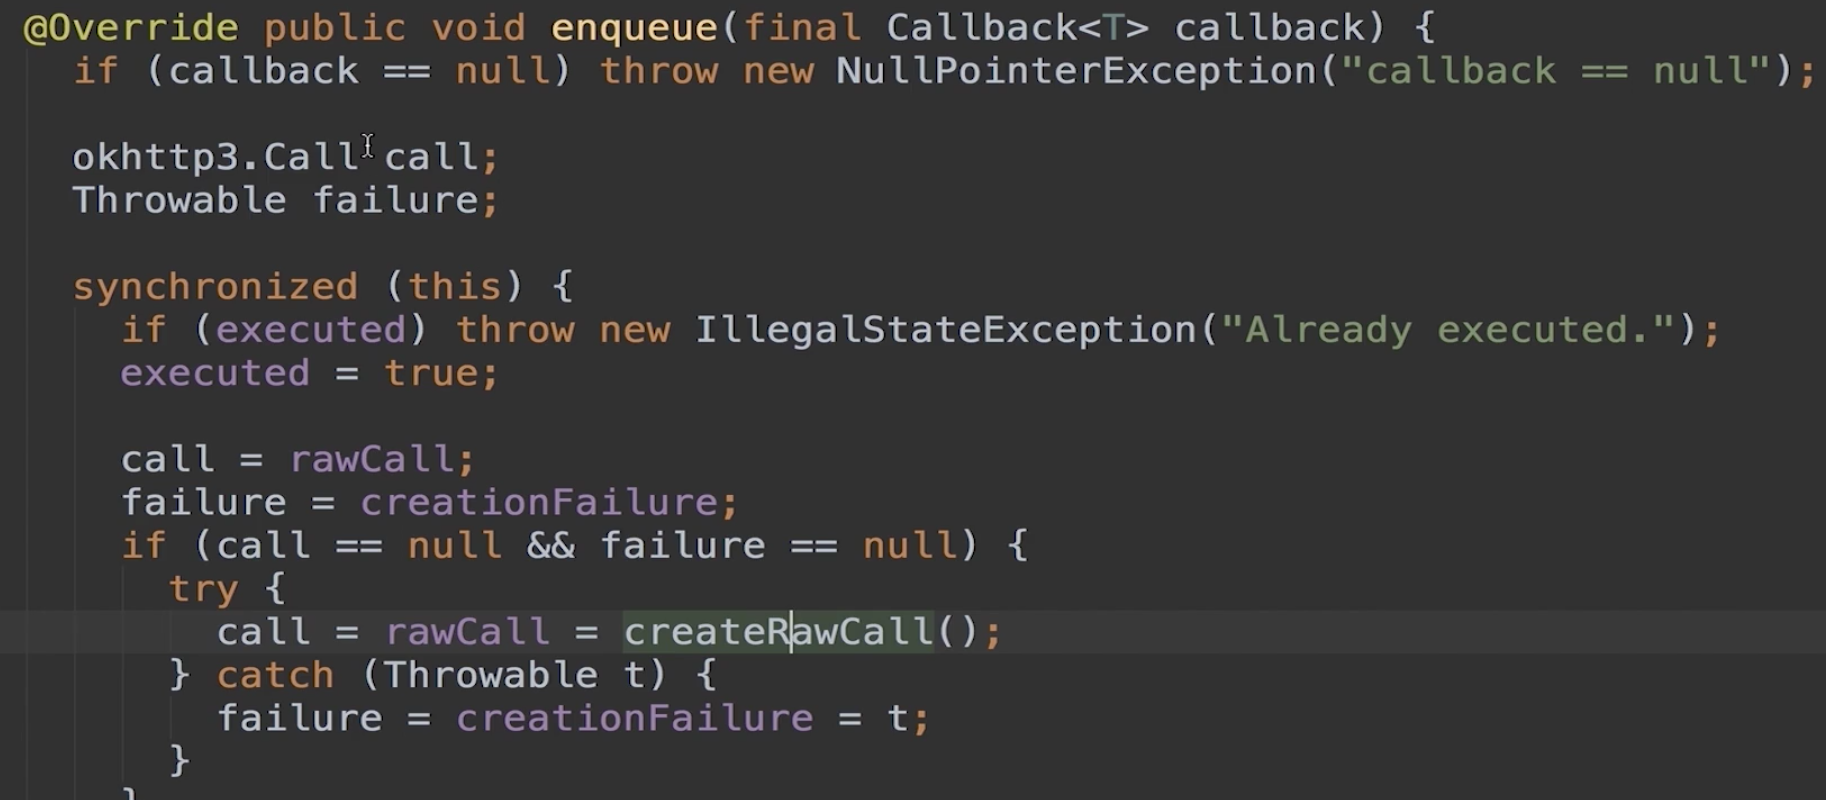 @Override public void enqueue(final Callback<T> callback) {
if (callback == null) throw new NullPointerException("callback == null");
okhttp3.Call call;
Throwable failure;
synchronized (this) {
if (executed) throw new IllegalStateException("Already executed.");
executed = true;
call = rawCall;
failure = creationFailure;
if (call == null && failure == null) {
try {
call = rawCall = createRawCall();
} catch (Throwable t) {
failure = creationFailure = t;
}
}